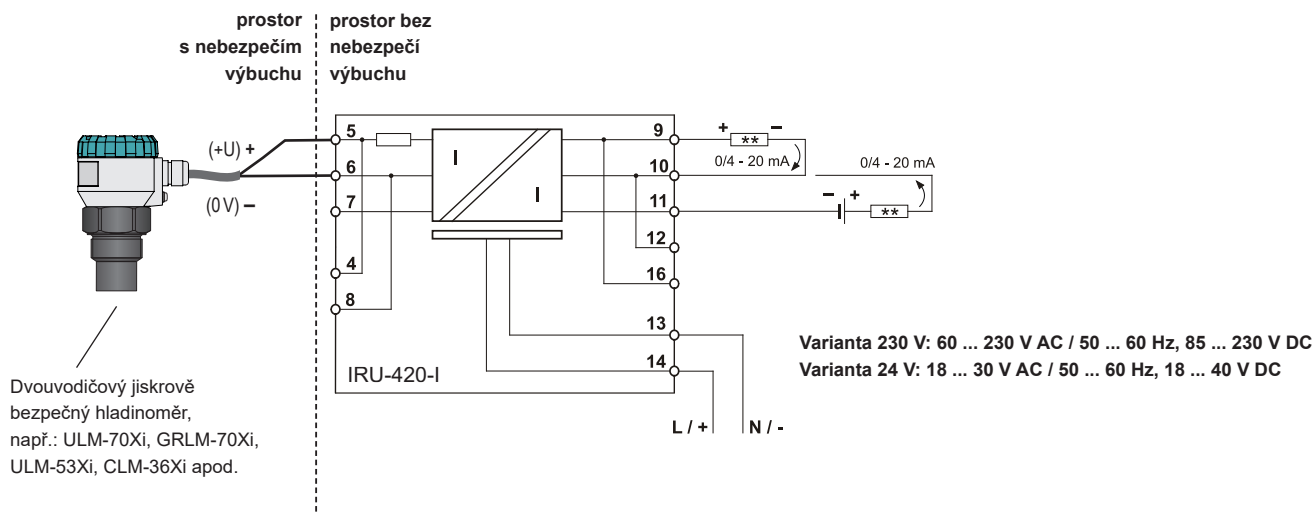 prostor
s nebezpečím
výbuchu
prostor bez
nebezpečí
výbuchu
(+U) +
(0 V) –
5
6
7
4
8
I
I
9
10
11
12
16
13
14
IRU-420-I
+ ** –
0/4 - 20 mA
0/4 - 20 mA
– + **
L / +
N / -
Varianta 230 V: 60 ... 230 V AC / 50 ... 60 Hz, 85 ... 230 V DC
Varianta 24 V: 18 ... 30 V AC / 50 ... 60 Hz, 18 ... 40 V DC
Dvouvodičový jiskrově
bezpečný hladinoměr,
např.: ULM-70Xi, GRLM-70Xi,
ULM-53Xi, CLM-36Xi apod.